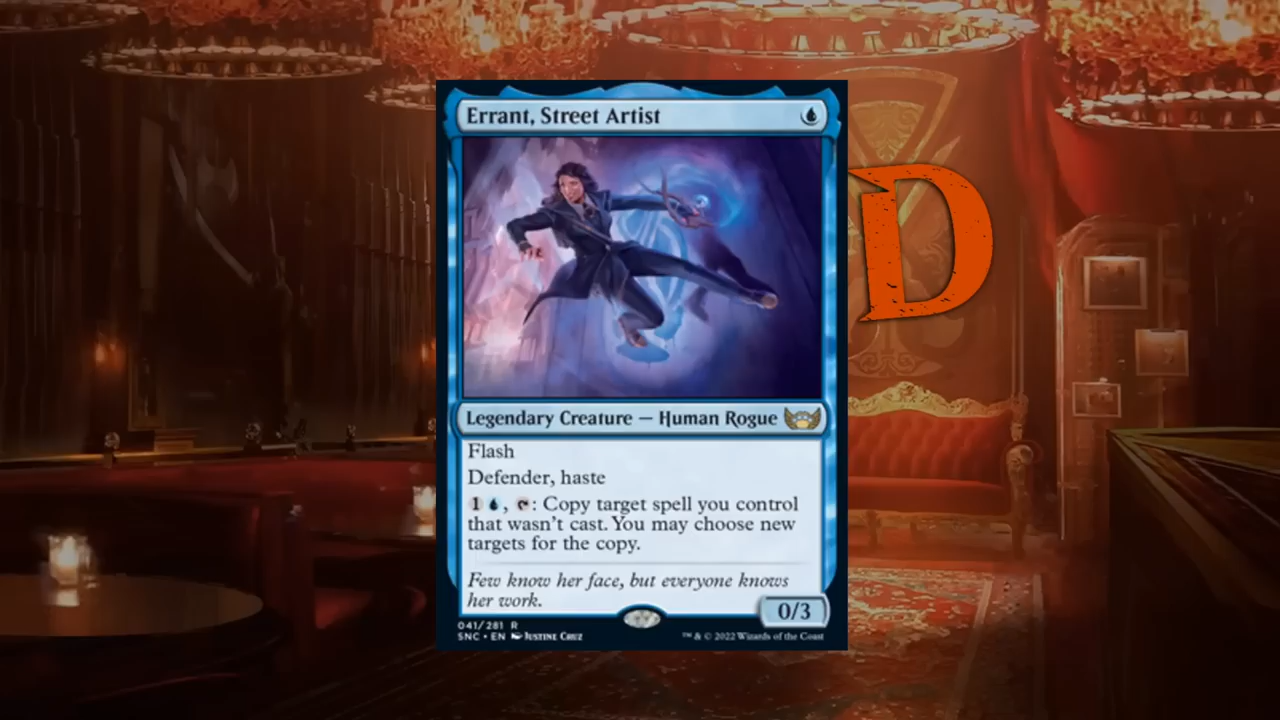 Errant, Street Artist
D
Legendary Creature — Human Rogue
Flash
Defender, haste
1 , : Copy target spell you control
that wasn't cast. You may choose new
targets for the copy.
Few know her face, but everyone knows
her work.
0/3
041/281 R
SNC • EN Justine Cruz
™ & © 2022 Wizards of the Coast